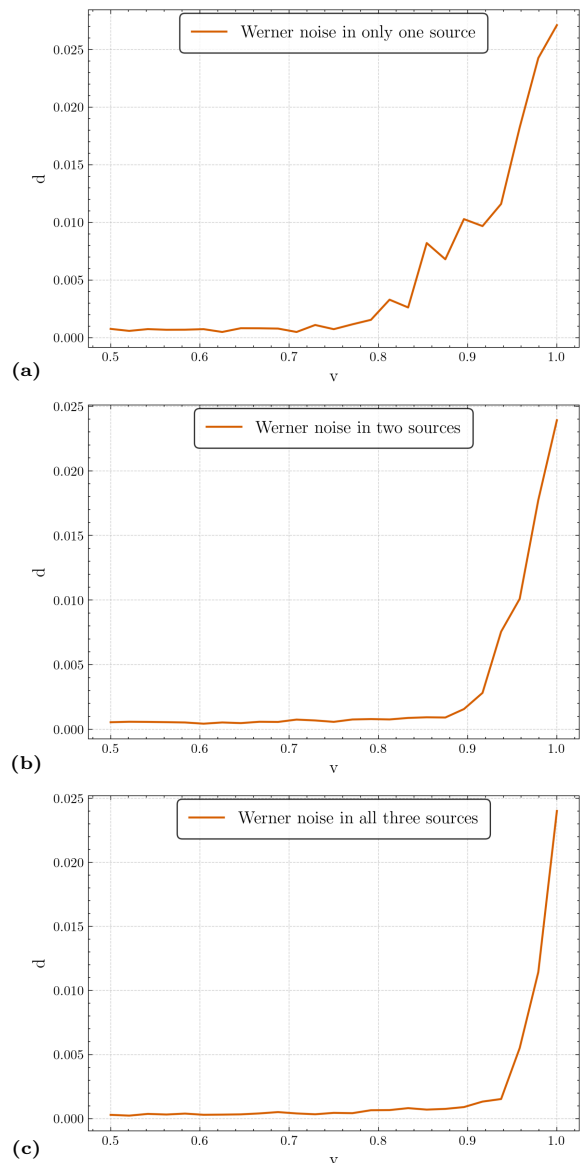 Werner noise in only one source
0.025
0.020
0.015
0.010
0.005
0.000
d
0.5 0.6 0.7 0.8 0.9 1.0
v
(a)
Werner noise in two sources
0.025
0.020
0.015
0.010
0.005
0.000
d
0.5 0.6 0.7 0.8 0.9 1.0
v
(b)
Werner noise in all three sources
0.025
0.020
0.015
0.010
0.005
0.000
d
0.5 0.6 0.7 0.8 0.9 1.0
v
(c)